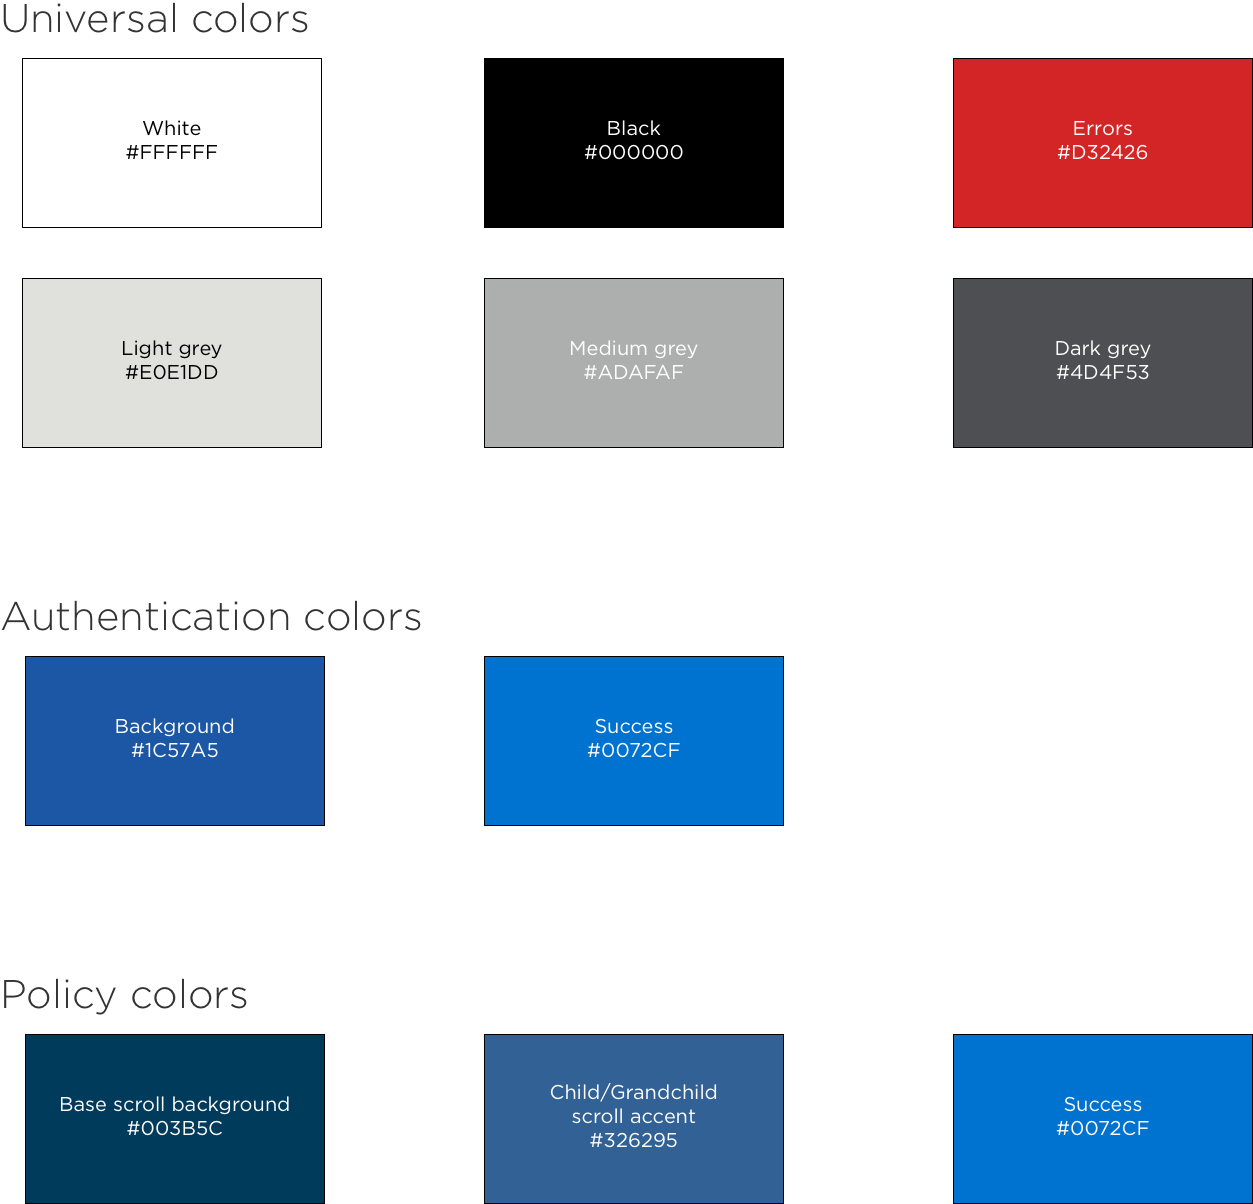 Universal colors
White
#FFFFFF
Black
#000000
Errors
#D32426
Light grey
#E0E1DD
Medium grey
#ADAFAF
Dark grey
#4D4F53
Authentication colors
Background
#1C57A5
Success
#0072CF
Policy colors
Base scroll background
#003B5C
Child/Grandchild
scroll accent
#326295
Success
#0072CF